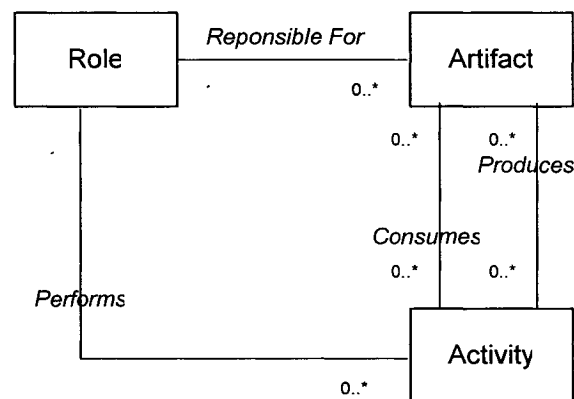 Reponsible For
Role
Artifact
0..*
0..*
0..*
Produces
Consumes
0..*
0..*
Performs
Activity
0..*